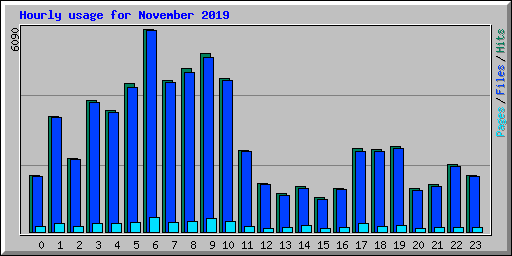 Hourly usage for November 2019
6090
Pages/Files/Hits
0 1 2 3 4 5 6 7 8 9 10 11 12 13 14 15 16 17 18 19 20 21 22 23